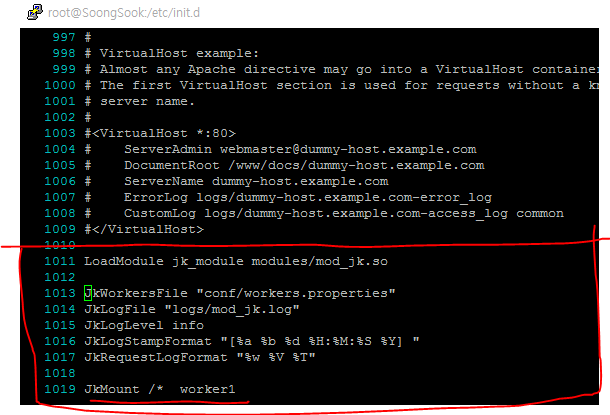 root@SoongSook:/etc/init.d
997 #
998 # VirtualHost example:
999 # Almost any Apache directive may go into a VirtualHost container
1000 # The first VirtualHost section is used for requests without a
1001 # server name.
1002 #
1003 #<VirtualHost *:80>
1004 #    ServerAdmin webmaster@dummy-host.example.com
1005 #    DocumentRoot /www/docs/dummy-host.example.com
1006 #    ServerName dummy-host.example.com
1007 #    ErrorLog logs/dummy-host.example.com-error_log
1008 #    CustomLog logs/dummy-host.example.com-access_log common
1009 #</VirtualHost>
1010
1011 LoadModule jk_module modules/mod_jk.so
1012
1013 JkWorkersFile "conf/workers.properties"
1014 JkLogFile "logs/mod_jk.log"
1015 JkLogLevel info
1016 JkLogStampFormat "[%a %b %d %H:%M:%S %Y] "
1017 JkRequestLogFormat "%w %V %T"
1018
1019 JkMount /*  worker1